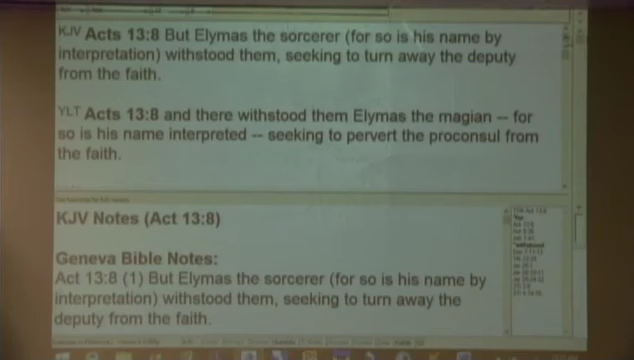 KJV Acts 13:8 But Elymas the sorcerer (for so is his name by
interpretation) withstood them, seeking to turn away the deputy
from the faith.
YLT Acts 13:8 and there withstood them Elymas the magian -- for
so is his name interpreted -- seeking to pervert the proconsul from
the faith.
KJV Notes (Act 13:8)
Geneva Bible Notes:
Act 13:8 (1) But Elymas the sorcerer (for so is his name by
interpretation) withstood them, seeking to turn away the
deputy from the faith.